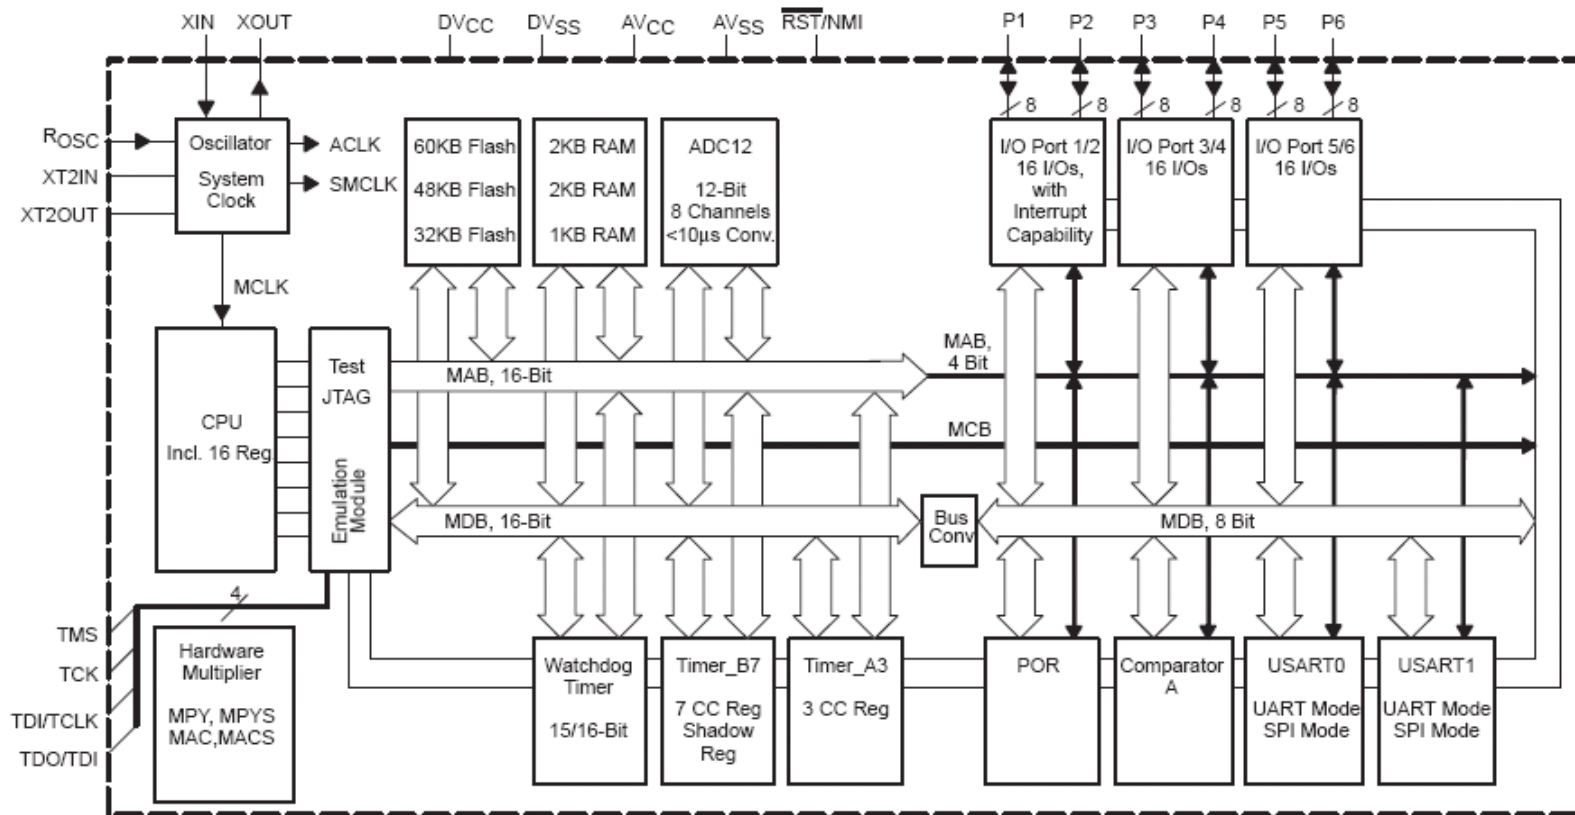 XIN XOUT DVCC DVSS AVCC AVSS RST/NMI P1 P2 P3 P4 P5 P6
8 8 8 8 8 8
ROSC
XT2IN
XT2OUT
Oscillator
System
Clock
ACLK
SMCLK
MCLK
60KB Flash
48KB Flash
32KB Flash
2KB RAM
2KB RAM
1KB RAM
ADC12
12-Bit
8 Channels
<10µs Conv.
I/O Port 1/2
16 I/Os,
with
Interrupt
Capability
I/O Port 3/4
16 I/Os
I/O Port 5/6
16 I/Os
CPU
Incl. 16 Reg.
Test
JTAG
Emulation
Module
MAB, 16-Bit
MAB,
4 Bit
MCB
MDB, 16-Bit
Bus
Conv
MDB, 8 Bit
4
TMS
TCK
TDI/TCLK
TDO/TDI
Hardware
Multiplier
MPY, MPYS
MAC,MACS
Watchdog
Timer
15/16-Bit
Timer_B7
7 CC Reg
Shadow
Reg
Timer_A3
3 CC Reg
POR
Comparator
A
USART0
UART Mode
SPI Mode
USART1
UART Mode
SPI Mode